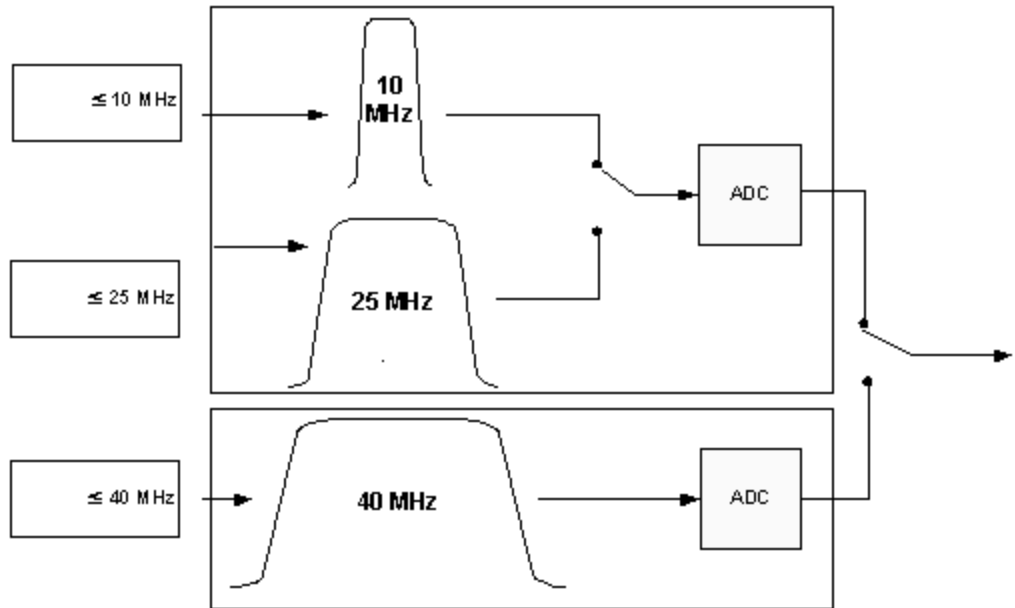 ≤ 10 MHz
10
MHz
ADC
≤ 25 MHz
25 MHz
≤ 40 MHz
40 MHz
ADC